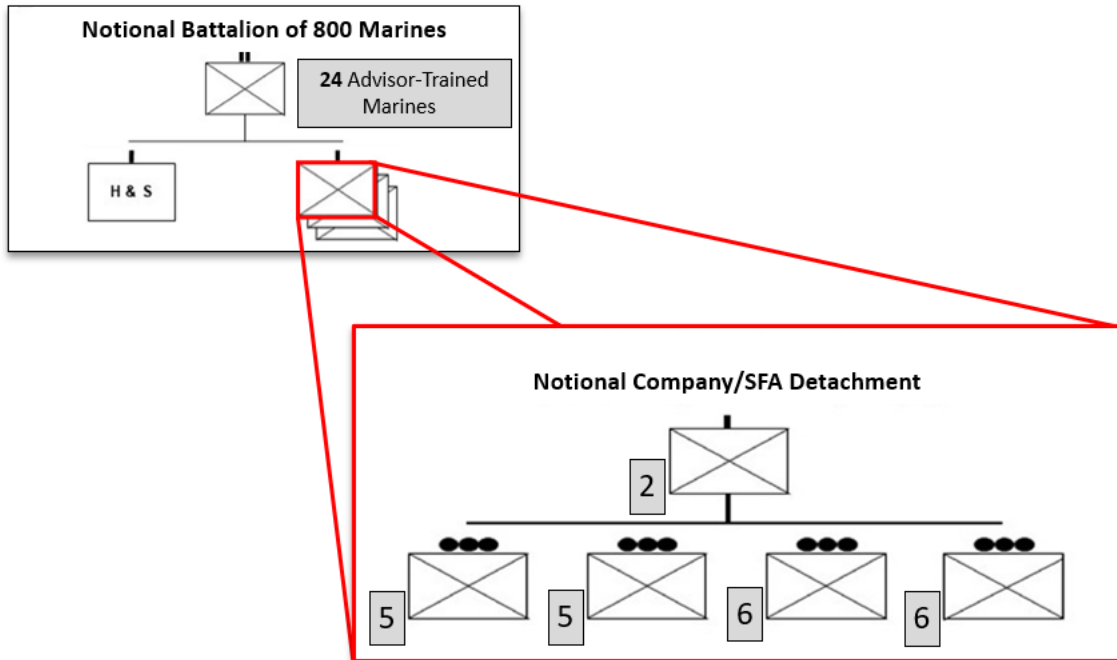 Notional Battalion of 800 Marines
24 Advisor-Trained
Marines
H & S
Notional Company/SFA Detachment
2
5
5
6
6